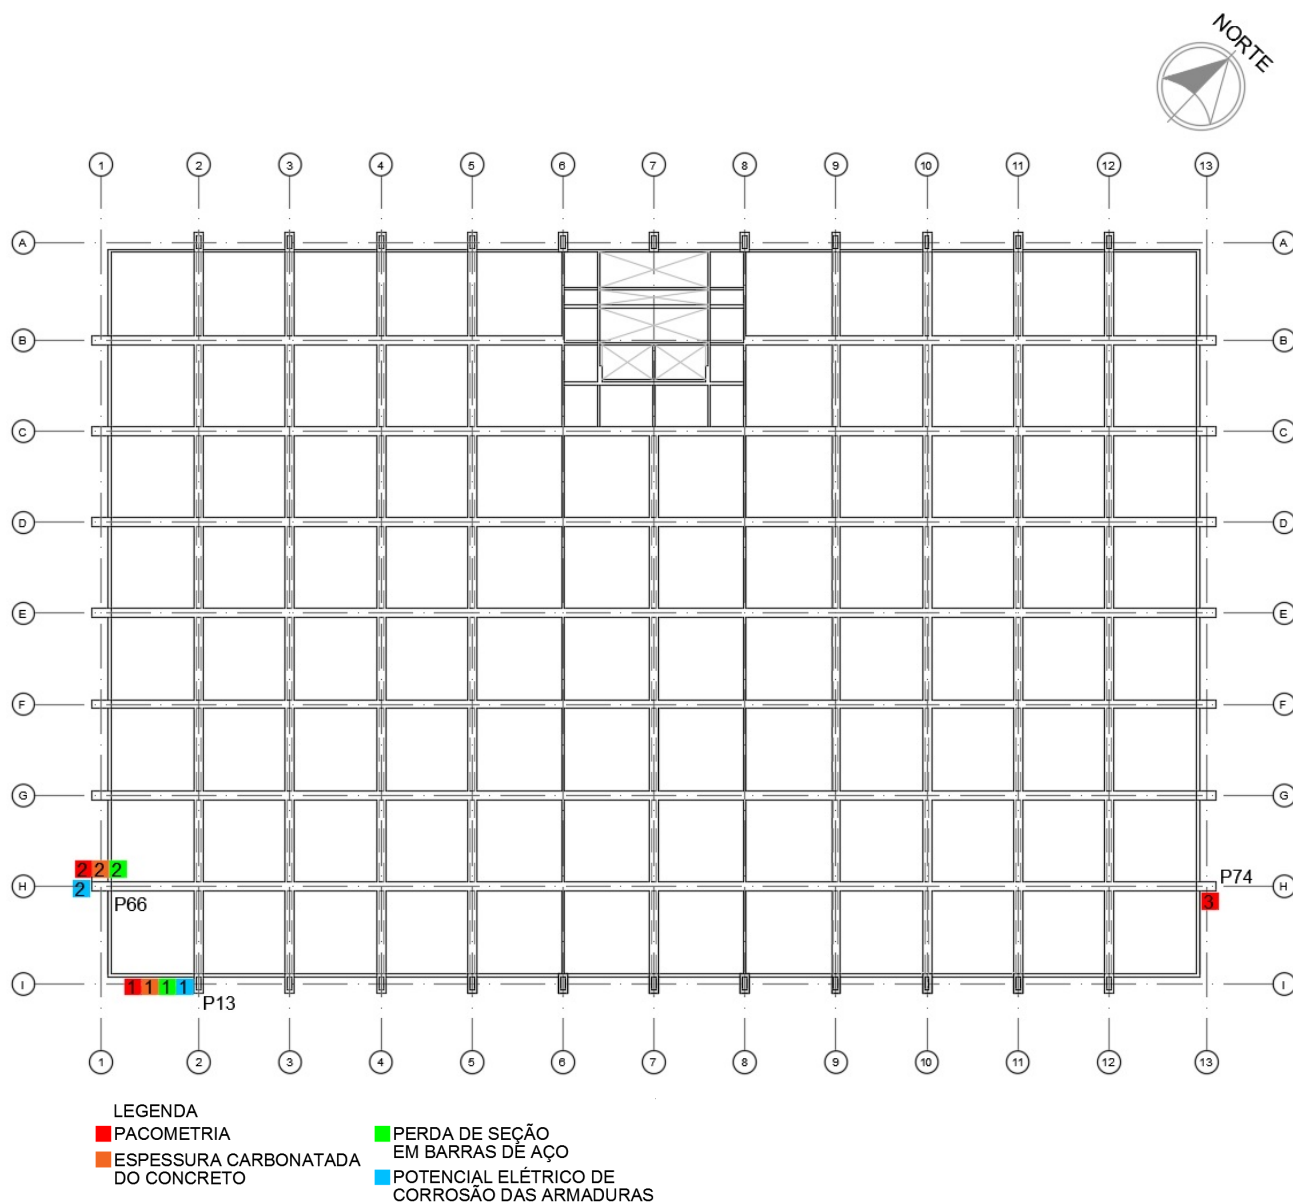 NORTE
1 2 3 4 5 6 7 8 9 10 11 12 13
A A
B B
C C
D D
E E
F F
G G
2 2 2
H 2 P74 H
P66 3
I 1 1 1 1 I
P13
1 2 3 4 5 6 7 8 9 10 11 12 13
LEGENDA
PACOMETRIA
ESPESSURA CARBONATADA
DO CONCRETO
PERDA DE SEÇÃO
EM BARRAS DE AÇO
POTENCIAL ELÉTRICO DE
CORROSÃO DAS ARMADURAS